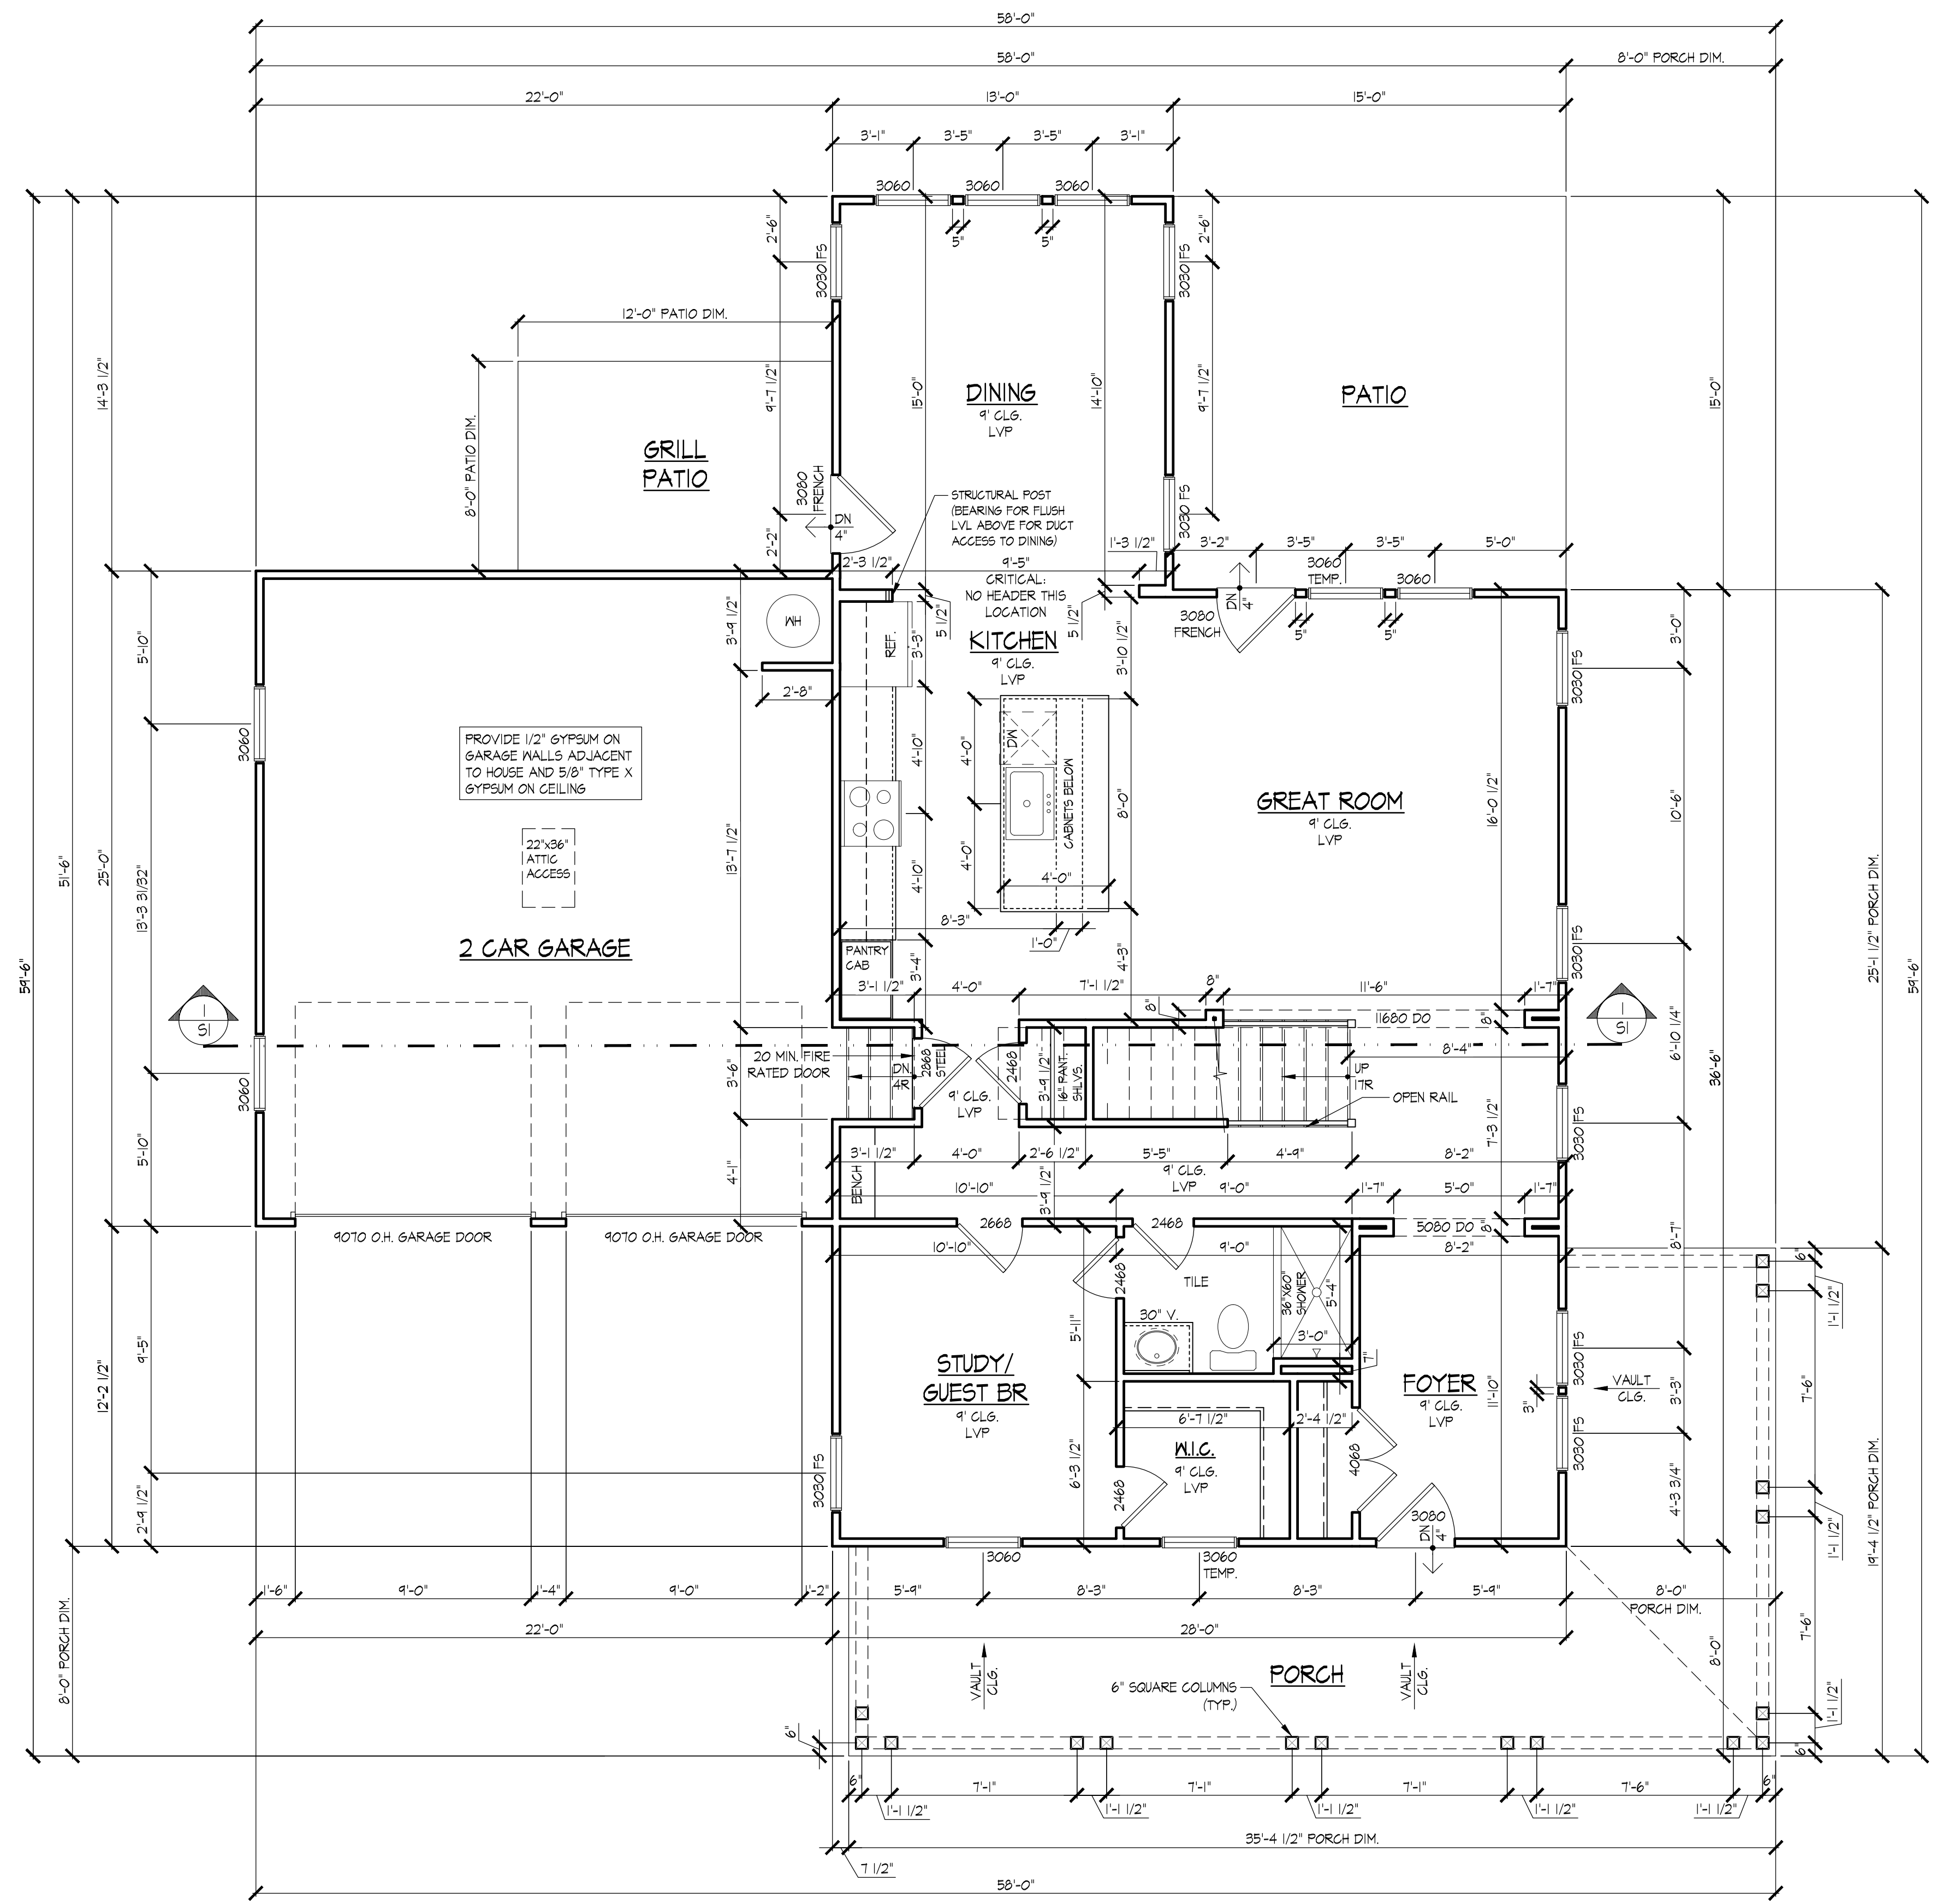 58'-0"
58'-0"
8'-0" PORCH DIM.
22'-0"
13'-0"
15'-0"
3'-1"
3'-5"
3'-5"
3'-1"
3060
3060
3060
5"
5"
2'-6"
3030 FS
3030 FS
2'-6"
12'-0" PATIO DIM.
14'-3 1/2"
9'-7 1/2"
15'-0"
14'-10"
9'-7 1/2"
15'-0"
DINING
9' CLG.
LVP
PATIO
8'-0" PATIO DIM.
GRILL
PATIO
3080
FRENCH
DN
4"
2'-2"
STRUCTURAL POST
(BEARING FOR FLUSH
LVL ABOVE FOR DUCT
ACCESS TO DINING)
3030 FS
1'-3 1/2"
3'-2"
3'-5"
3'-5"
5'-0"
2'-3 1/2"
9'-5"
CRITICAL:
NO HEADER THIS
LOCATION
3060
TEMP.
3060
DN
4"
3080
FRENCH
5"
5"
5 1/2"
5 1/2"
5'-10"
3'-9 1/2"
WH
REF.
3'-3"
KITCHEN
9' CLG.
LVP
3'-10 1/2"
3'-0"
3030 FS
2'-8"
3060
PROVIDE 1/2" GYPSUM ON
GARAGE WALLS ADJACENT
TO HOUSE AND 5/8" TYPE X
GYPSUM ON CEILING
4'-10"
4'-0"
DW
CABNETS BELOW
8'-0"
GREAT ROOM
9' CLG.
LVP
16'-0 1/2"
10'-6"
59'-6"
51'-6"
25'-0"
13'-3 31/32"
22"x36"
ATTIC
ACCESS
13'-7 1/2"
4'-10"
4'-0"
4'-0"
25'-1 1/2" PORCH DIM.
59'-6"
2 CAR GARAGE
8'-3"
1'-0"
PANTRY
CAB
3'-4"
4'-3"
3030 FS
3'-1 1/2"
4'-0"
7'-1 1/2"
8"
11'-6"
1'-7"
1
S1
8"
11680 DO
8"
1
S1
6'-10 1/4"
36'-6"
20 MIN. FIRE
RATED DOOR
3'-6"
DN.
4R
2868
STEEL
9' CLG.
LVP
2468
3'-9 1/2"
16" PANT.
SHLVS.
8'-4"
UP
17R
OPEN RAIL
3060
5'-10"
4'-1"
7'-3 1/2"
3030 FS
3'-1 1/2"
4'-0"
2'-6 1/2"
5'-5"
4'-9"
8'-2"
BENCH
9' CLG.
LVP
10'-10"
3'-9 1/2"
9'-0"
1'-7"
5'-0"
1'-7"
9070 O.H. GARAGE DOOR
9070 O.H. GARAGE DOOR
2668
2468
5080 DO
8"
8'-7"
10'-10"
9'-0"
8'-2"
6"
2468
TILE
36"X60"
SHOWER
5'-4"
1'-1 1/2"
30" V.
3'-0"
7"
5'-11"
9'-5"
12'-2 1/2"
STUDY/
GUEST BR
9' CLG.
LVP
FOYER
9' CLG.
LVP
11'-10"
3030 FS
3"
VAULT
CLG.
3'-3"
7'-6"
6'-7 1/2"
2'-4 1/2"
W.I.C.
9' CLG.
LVP
6'-3 1/2"
2468
4068
3030 FS
3030 FS
2'-9 1/2"
4'-3 3/4"
1'-1 1/2"
19'-4 1/2" PORCH DIM.
3080
DN
4"
3060
3060
TEMP.
1'-6"
9'-0"
1'-4"
9'-0"
1'-2"
5'-9"
8'-3"
8'-3"
5'-9"
8'-0"
PORCH DIM.
22'-0"
28'-0"
8'-0" PORCH DIM.
8'-0"
7'-6"
VAULT
CLG.
PORCH
VAULT
CLG.
6" SQUARE COLUMNS
(TYP.)
1'-1 1/2"
6"
6"
6"
7'-1"
7'-1"
7'-1"
7'-6"
6"
1'-1 1/2"
1'-1 1/2"
1'-1 1/2"
1'-1 1/2"
1'-1 1/2"
35'-4 1/2" PORCH DIM.
7 1/2"
58'-0"